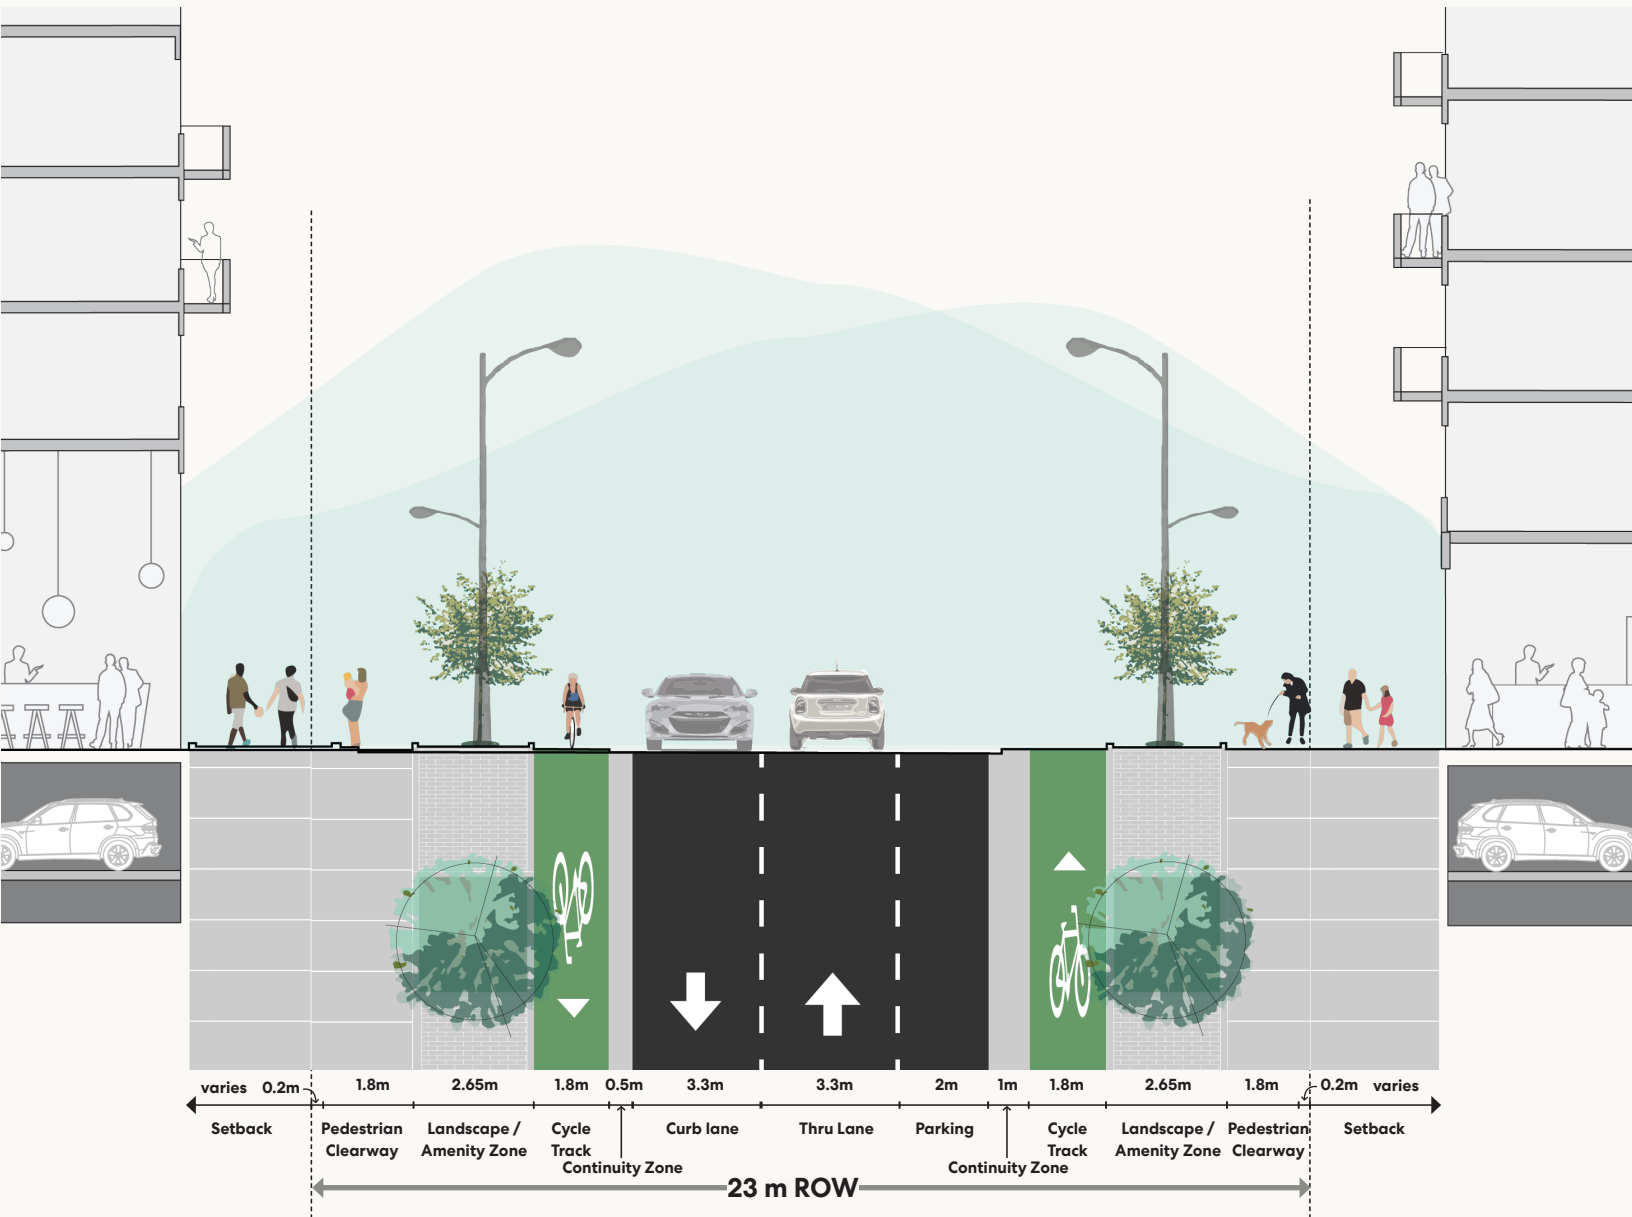 varies 0.2m 1.8m 2.65m 1.8m 0.5m 3.3m 3.3m 2m 1m 1.8m 2.65m 1.8m 0.2m varies
Setback Pedestrian Landscape / Cycle Curb lane Thru Lane Parking Cycle Landscape / Pedestrian Setback
Clearway Amenity Zone Track Track Amenity Zone Clearway
Continuity Zone Continuity Zone
23 m ROW